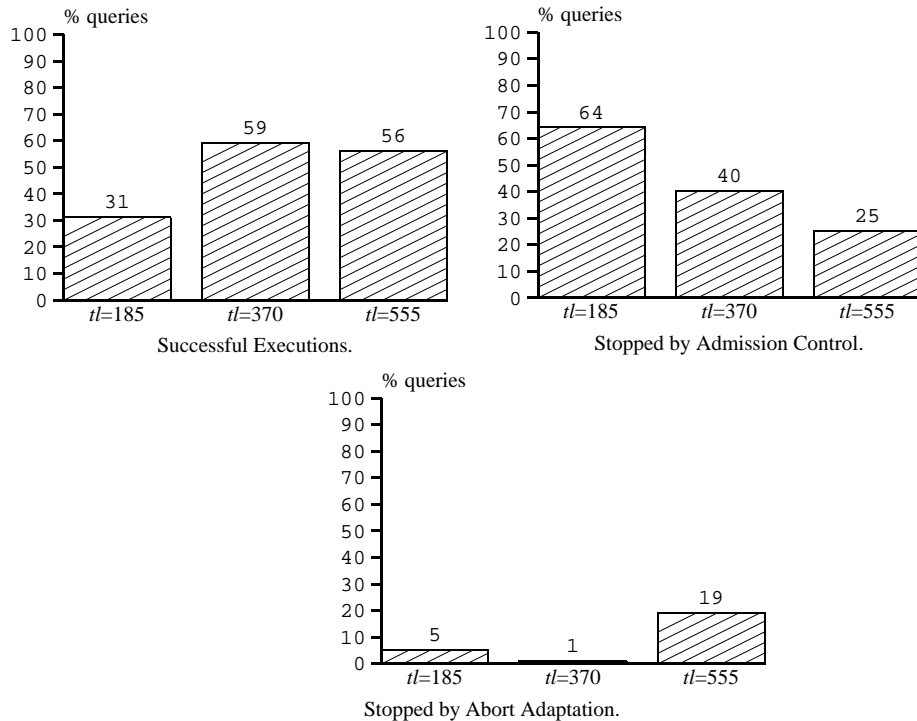 % queries
100
90
80
70
60
50
40
30
20
10
0
31
59
56
tl=185
tl=370
tl=555
Successful Executions.
% queries
100
90
80
70
60
50
40
30
20
10
0
64
40
25
tl=185
tl=370
tl=555
Stopped by Admission Control.
% queries
100
90
80
70
60
50
40
30
20
10
0
5
1
19
tl=185
tl=370
tl=555
Stopped by Abort Adaptation.